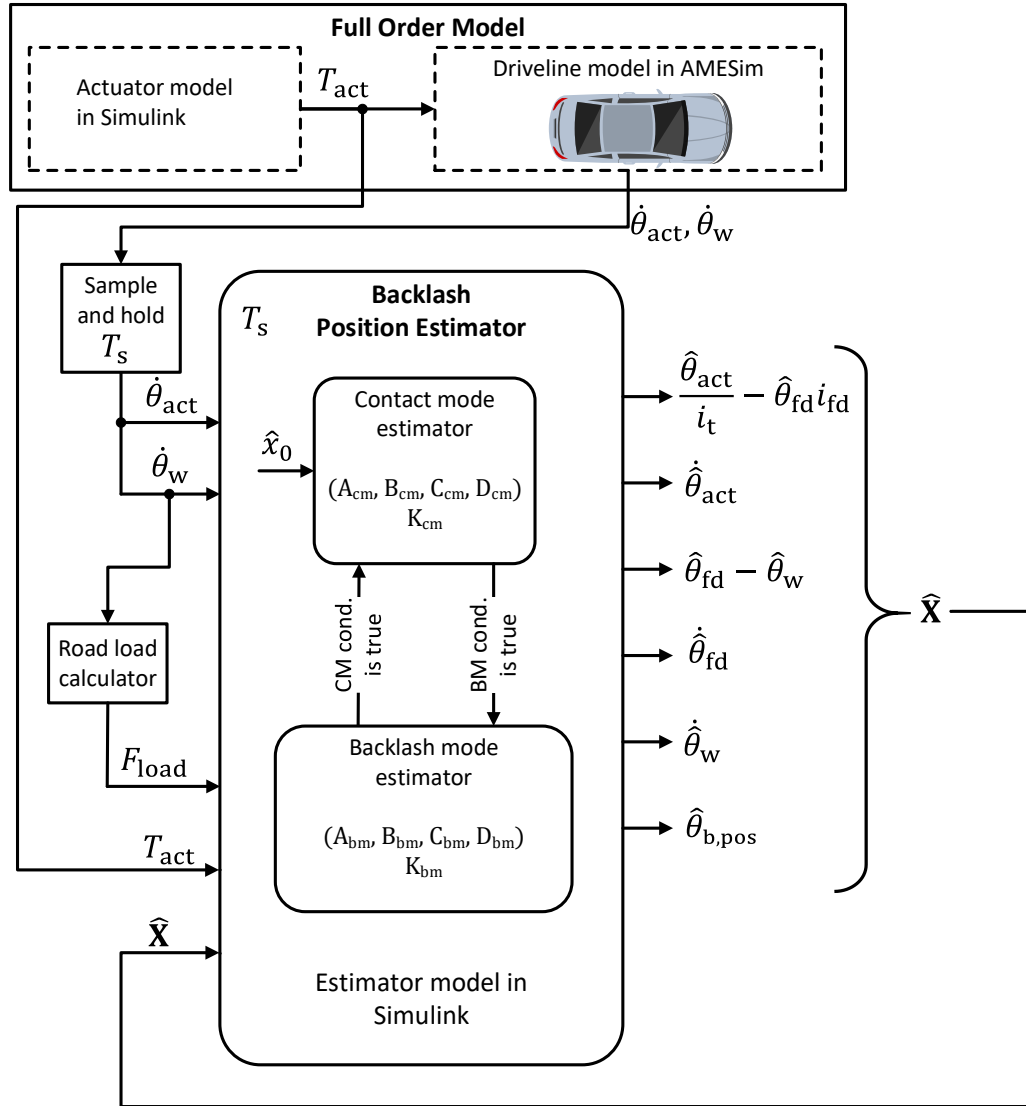 Full Order Model
Actuator model
in Simulink
T_act
Driveline model in AMESim
θ̇_act, θ̇_w
Sample
and hold
T_s
θ̇_act
θ̇_w
Road load
calculator
F_load
T_act
X̂
T_s
Backlash
Position Estimator
x̂_0
Contact mode
estimator
(A_cm, B_cm, C_cm, D_cm)
K_cm
CM cond.
is true
BM cond.
is true
Backlash mode
estimator
(A_bm, B_bm, C_bm, D_bm)
K_bm
Estimator model in
Simulink
θ̂_act / i_t − θ̂_fd i_fd
θ̂̇_act
θ̂_fd − θ̂_w
θ̂̇_fd
θ̂̇_w
θ̂_b,pos
X̂